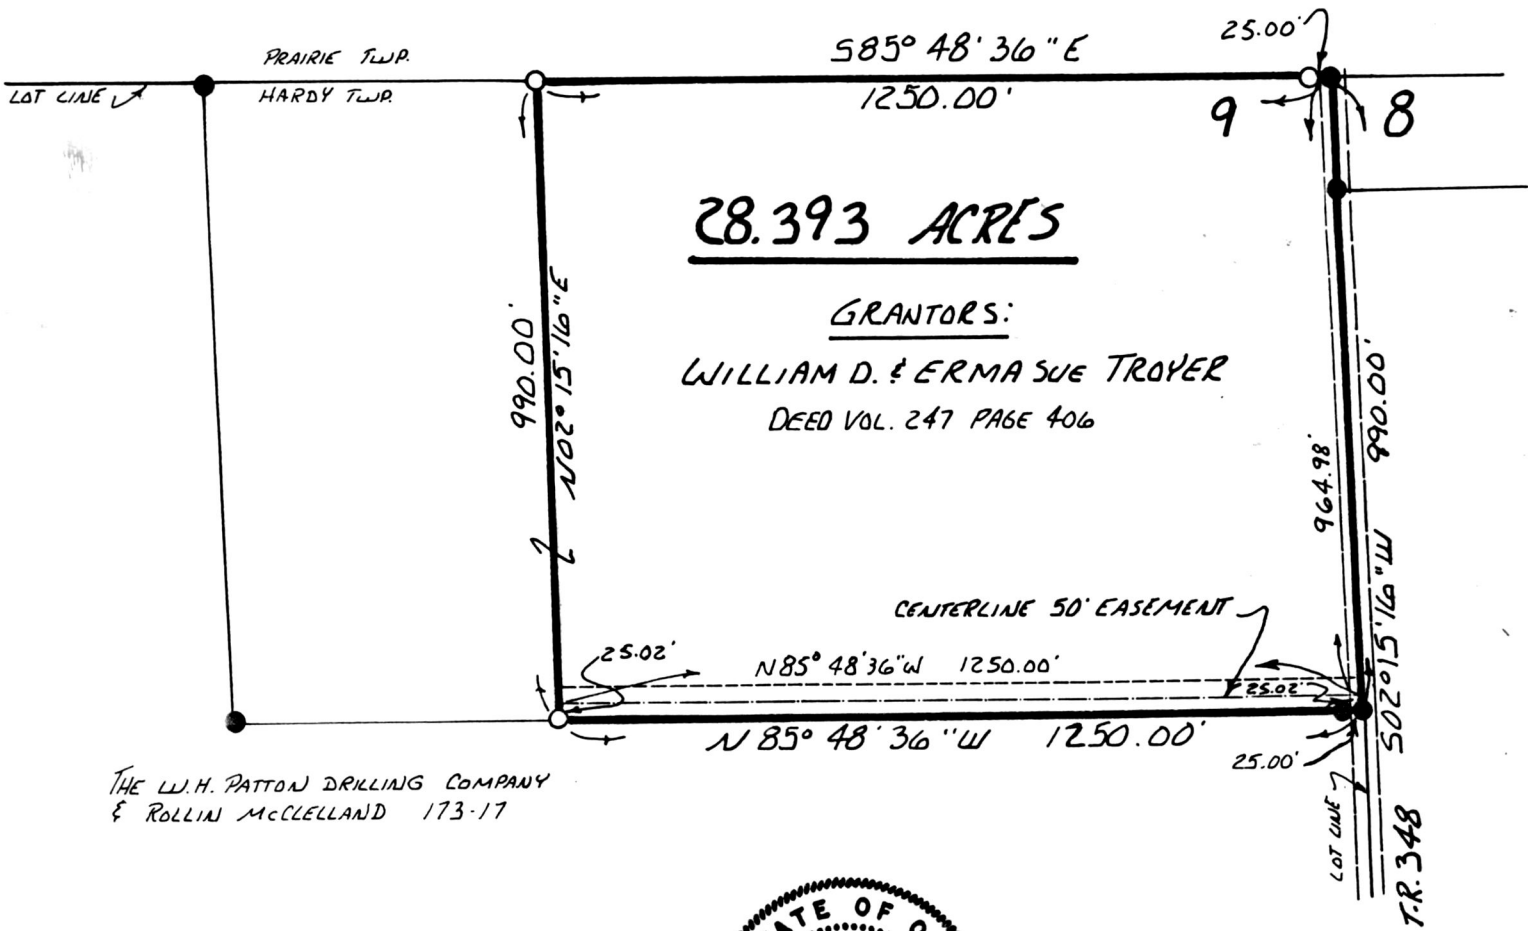 25.00'
S85° 48' 36" E
PRAIRIE TWP.
LOT LINE
HARDY TWP.
1250.00'
9
8
28.393 ACRES
GRANTORS:
WILLIAM D. & ERMA SUE TROYER
DEED VOL. 247 PAGE 406
990.00'
N02° 15' 16" E
964.98'
990.00'
S02° 15' 16" W
CENTERLINE 50' EASEMENT
25.02'
N85° 48' 36" W 1250.00'
25.02'
N 85° 48' 36" W 1250.00'
25.00'
THE W.H. PATTON DRILLING COMPANY
& ROLLIN McCLELLAND 173-17
LOT LINE
T.R. 348
ATE OF O